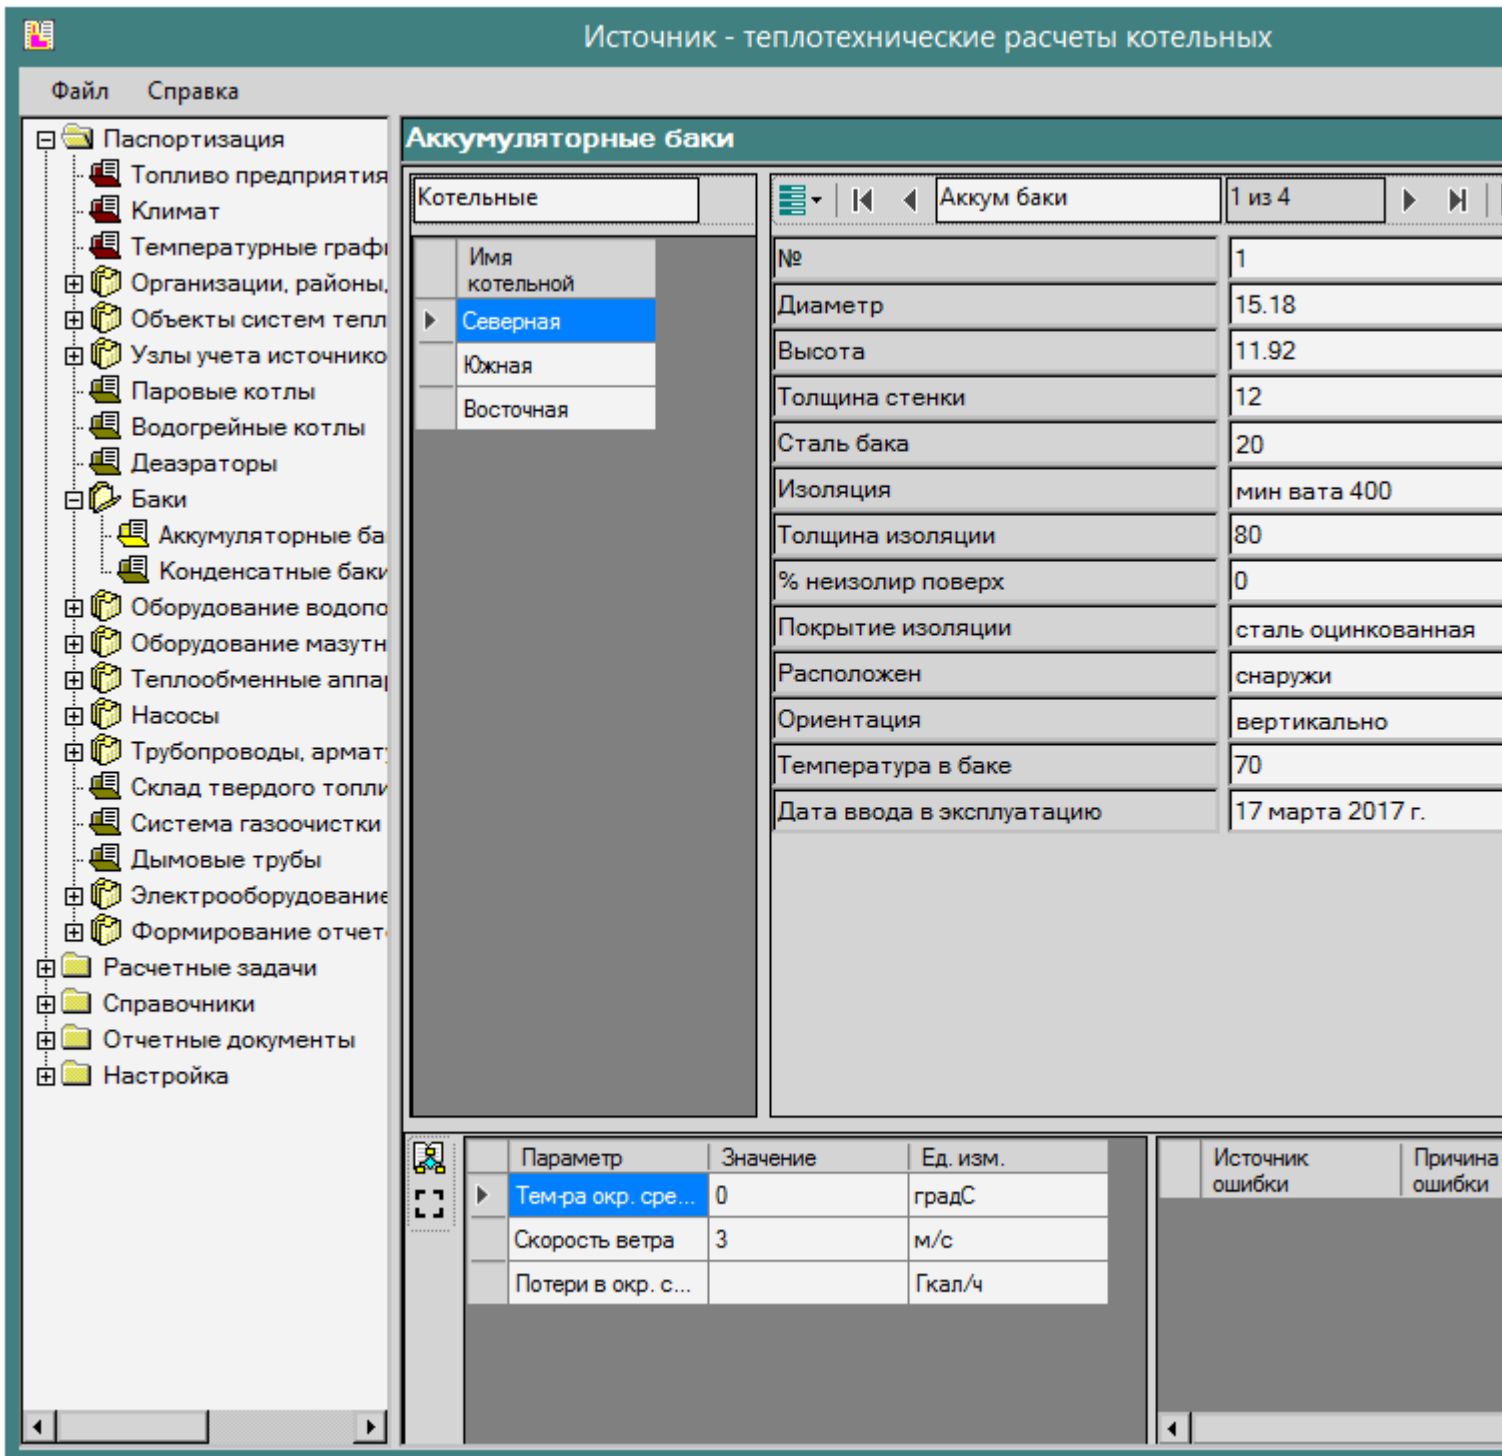 Источник - теплотехнические расчеты котельных
Файл Справка
Паспортизация
Топливо предприятия
Климат
Температурные графи
Организации, районы,
Объекты систем тепл
Узлы учета источнико
Паровые котлы
Водогрейные котлы
Деаэраторы
Баки
Аккумуляторные ба
Конденсатные баки
Оборудование водопо
Оборудование мазутн
Теплообменные аппар
Насосы
Трубопроводы, армату
Склад твердого топли
Система газоочистки
Дымовые трубы
Электрооборудование
Формирование отчет
Расчетные задачи
Справочники
Отчетные документы
Настройка
Аккумуляторные баки
Котельные
Имя
котельной
Северная
Южная
Восточная
Аккум баки 1 из 4
№ 1
Диаметр 15.18
Высота 11.92
Толщина стенки 12
Сталь бака 20
Изоляция мин вата 400
Толщина изоляции 80
% неизолир поверх 0
Покрытие изоляции сталь оцинкованная
Расположен снаружи
Ориентация вертикально
Температура в баке 70
Дата ввода в эксплуатацию 17 марта 2017 г.
Параметр Значение Ед. изм.
Тем-ра окр. сре... 0 градС
Скорость ветра 3 м/с
Потери в окр. с... Гкал/ч
Источник Причина
ошибки ошибки